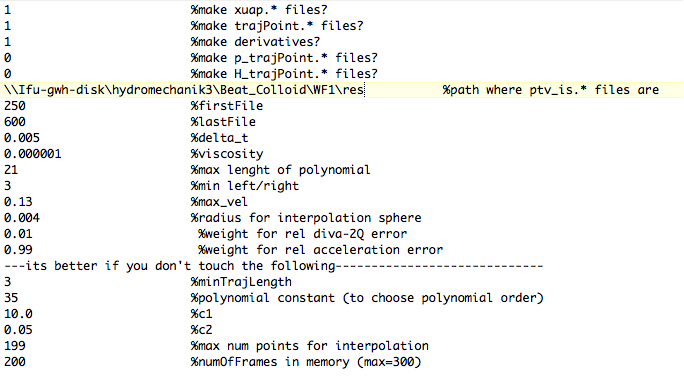 1 %make xuap.* files?
1 %make trajPoint.* files?
1 %make derivatives?
0 %make p_trajPoint.* files?
0 %make H_trajPoint.* files?
\\Ifu-gwh-disk\hydromechanik3\Beat_Colloid\WF1\res %path where ptv_is.* files are
250 %firstFile
600 %lastFile
0.005 %delta_t
0.000001 %viscosity
21 %max lenght of polynomial
3 %min left/right
0.13 %max_vel
0.004 %radius for interpolation sphere
0.01 %weight for rel diva-2Q error
0.99 %weight for rel acceleration error
---its better if you don't touch the following----------------------------
3 %minTrajLength
35 %polynomial constant (to choose polynomial order)
10.0 %c1
0.05 %c2
199 %max num points for interpolation
200 %numOfFrames in memory (max=300)